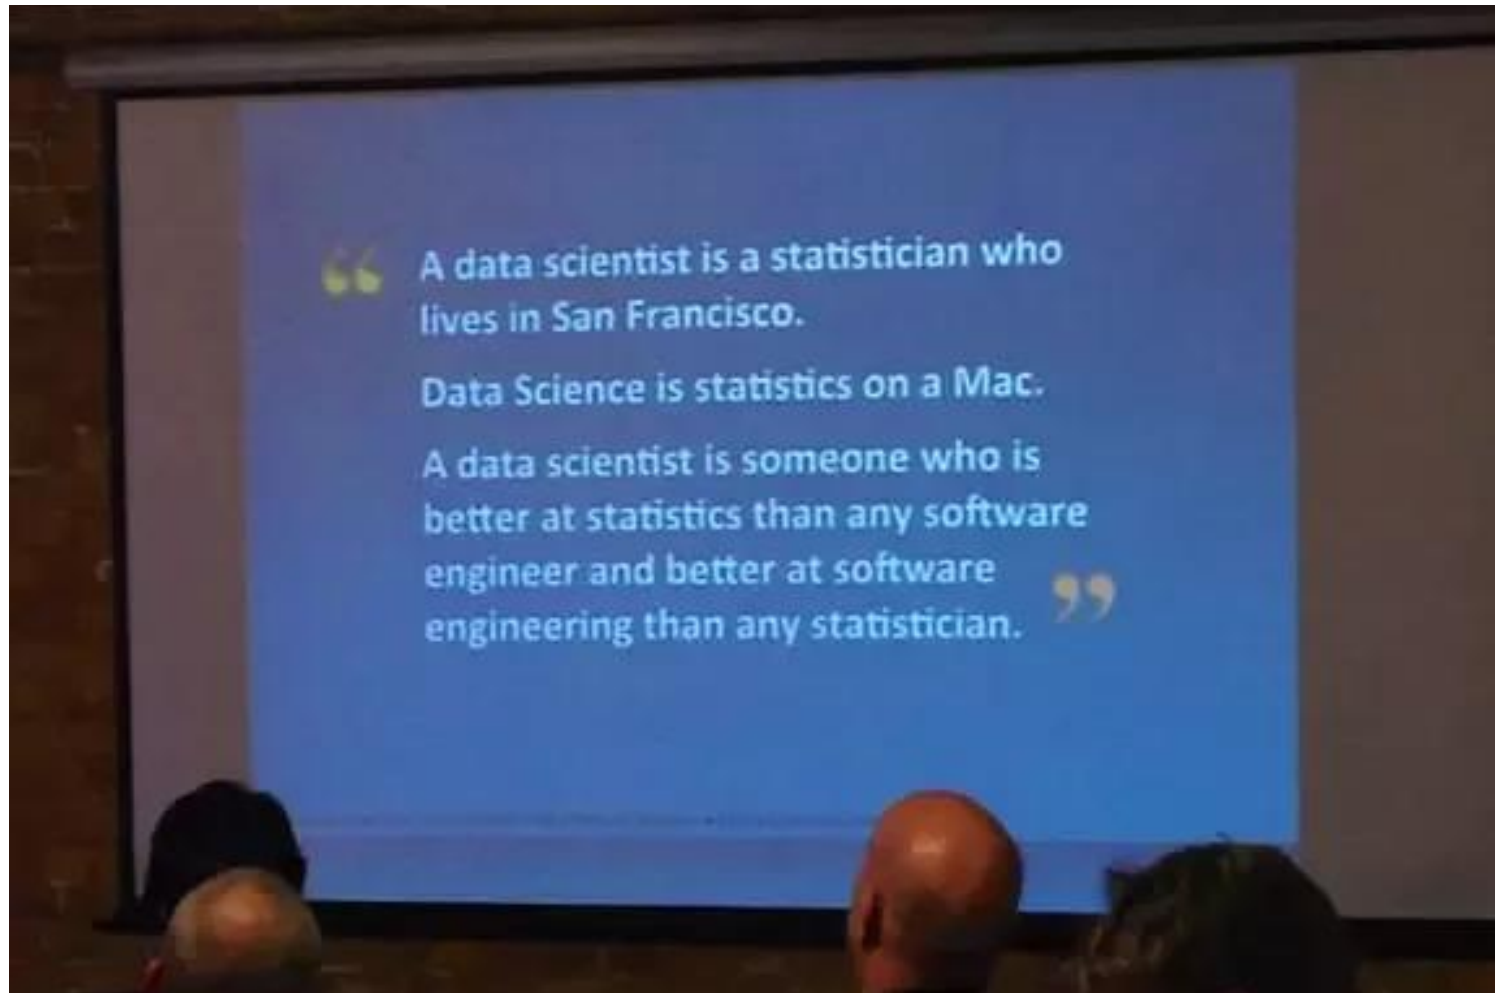 “ A data scientist is a statistician who
lives in San Francisco.
Data Science is statistics on a Mac.
A data scientist is someone who is
better at statistics than any software
engineer and better at software
engineering than any statistician. ”